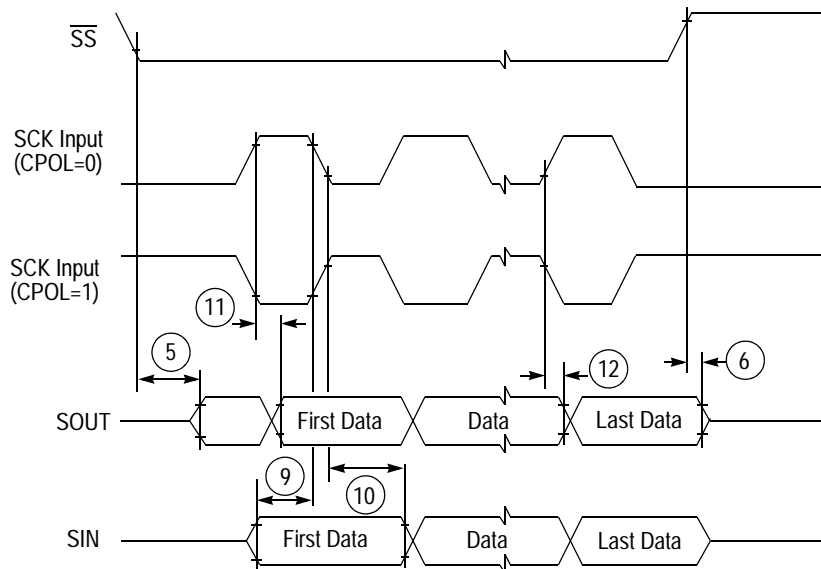 SS
SCK Input
(CPOL=0)
SCK Input
(CPOL=1)
11
5
12
6
SOUT
First Data
Data
Last Data
9
10
SIN
First Data
Data
Last Data